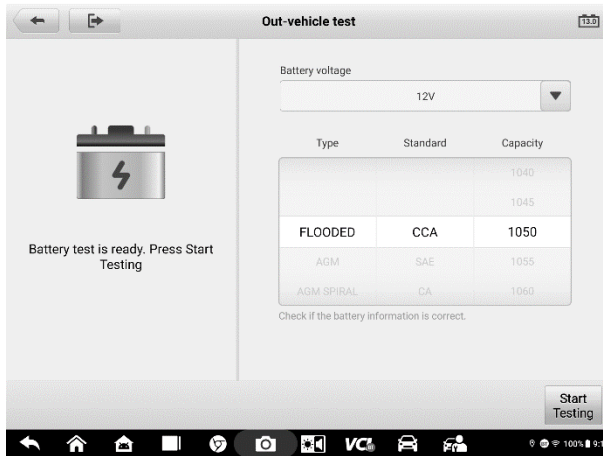 Out-vehicle test
13.0
Battery voltage
12V
Type Standard Capacity
1040
1045
FLOODED CCA 1050
AGM SAE 1055
AGM SPIRAL CA 1060
Check if the battery information is correct.
Battery test is ready. Press Start
Testing
Start
Testing
VCI
100%